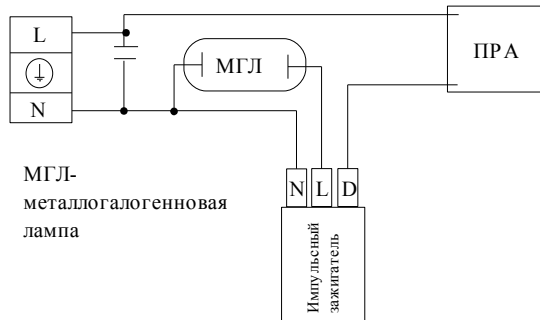 L
ПРА
МГЛ
N
N L D
МГЛ-
металлогалогенновая
лампа
Импульсный
зажигатель